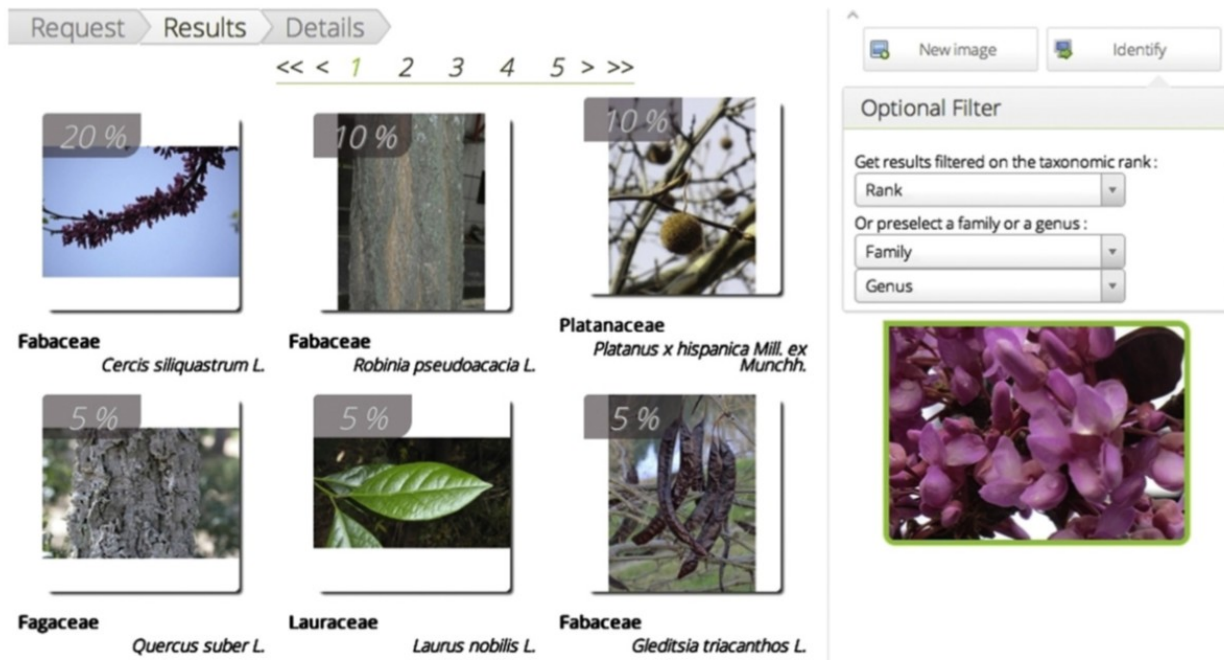 Request Results Details
<< < 1 2 3 4 5 > >>
20 %
10 %
10 %
Fabaceae
Cercis siliquastrum L.
Fabaceae
Robinia pseudoacacia L.
Platanaceae
Platanus x hispanica Mill. ex
Munchh.
5 %
5 %
5 %
Fagaceae
Quercus suber L.
Lauraceae
Laurus nobilis L.
Fabaceae
Gleditsia triacanthos L.
New image
Identify
Optional Filter
Get results filtered on the taxonomic rank :
Rank
Or preselect a family or a genus :
Family
Genus